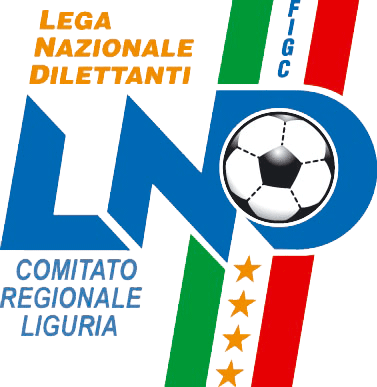 LEGA
NAZIONALE
DILETTANTI
FIGC
LND
COMITATO
REGIONALE
LIGURIA